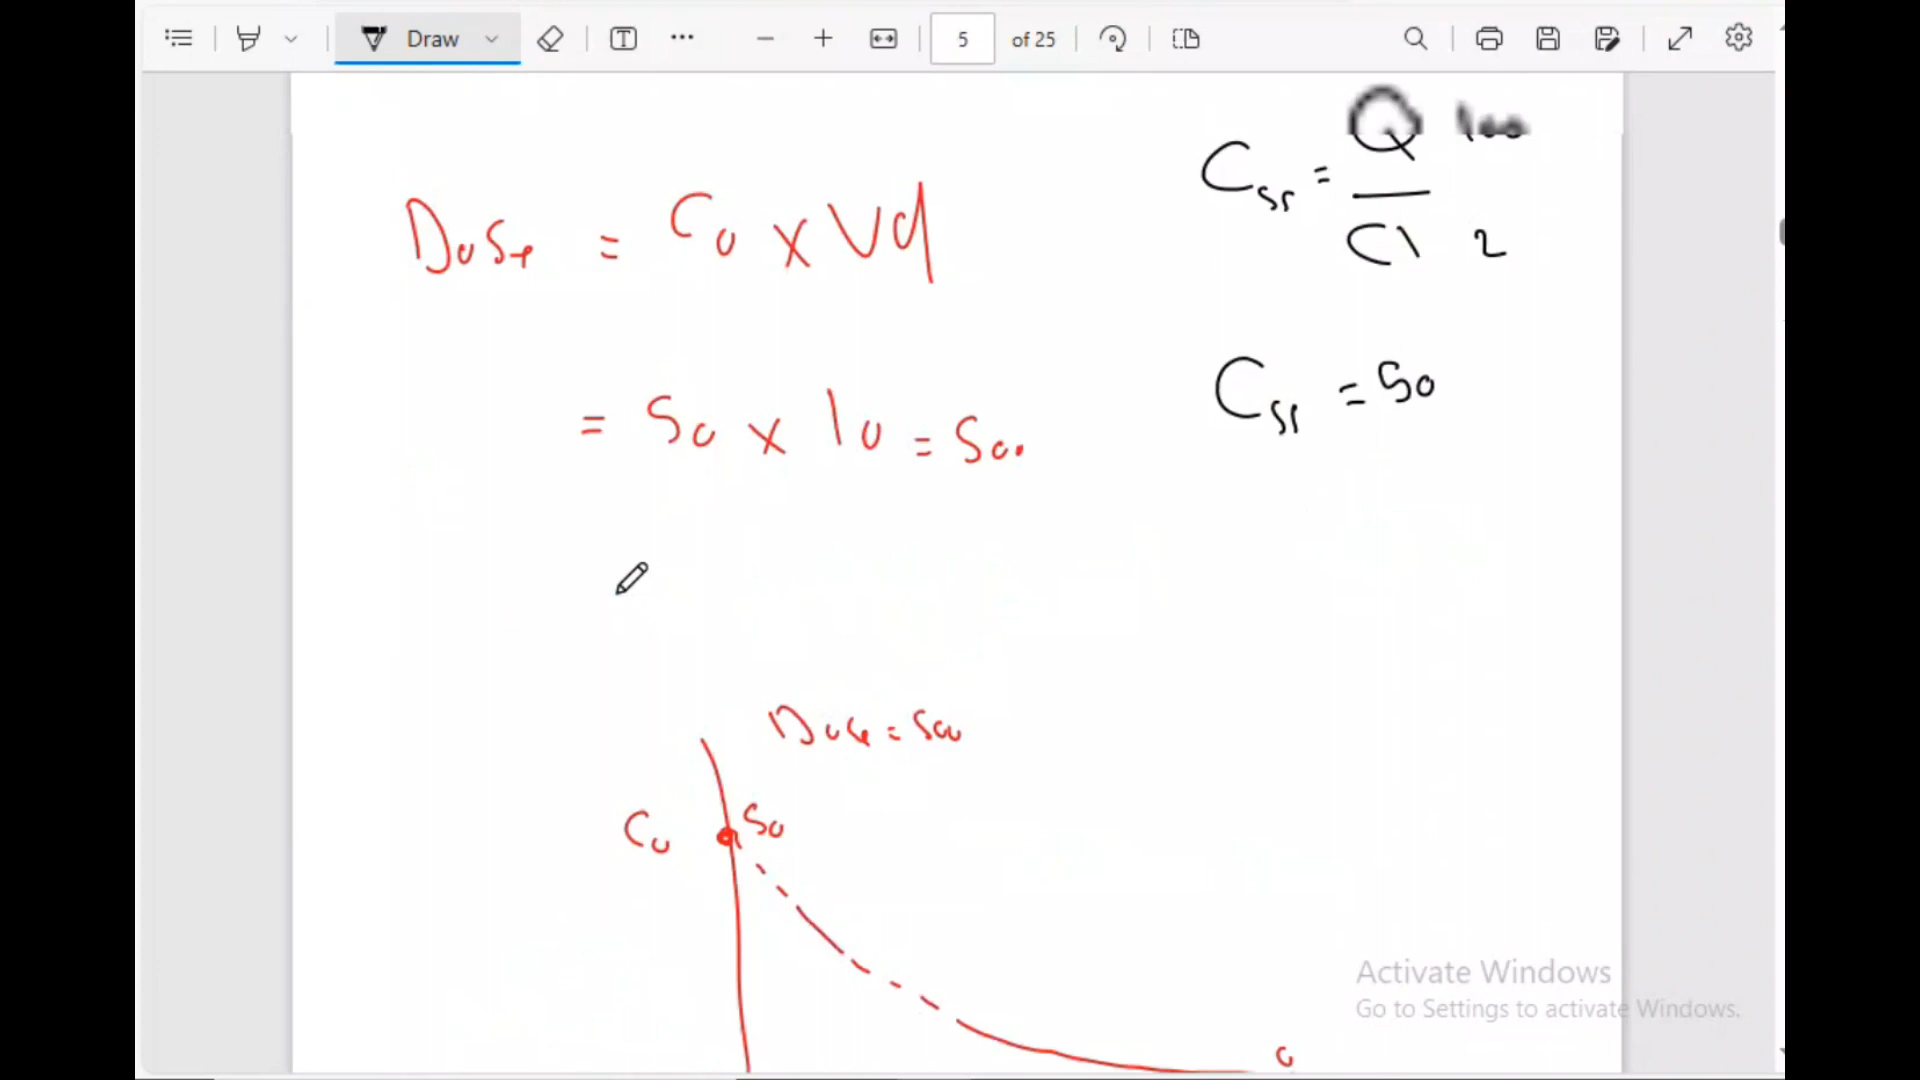 Draw
5 of 25
Dose = C0 x Vd
= 50 x 10 = 500
Css = Q 100
Cl 2
Css = 50
Dose = 500
C0 50
Activate Windows
Go to Settings to activate Windows.